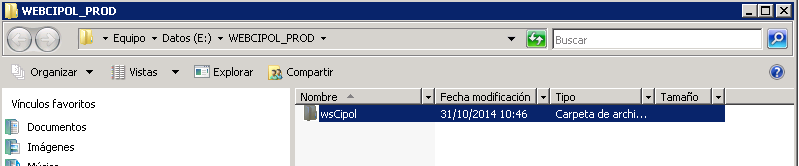 WEBCIPOL_PROD
Equipo Datos (E:) WEBCIPOL_PROD
Buscar
Organizar Vistas Explorar Compartir
Vínculos favoritos
Nombre Fecha modificación Tipo Tamaño
wsCipol 31/10/2014 10:46 Carpeta de archi...
Documentos
Imágenes